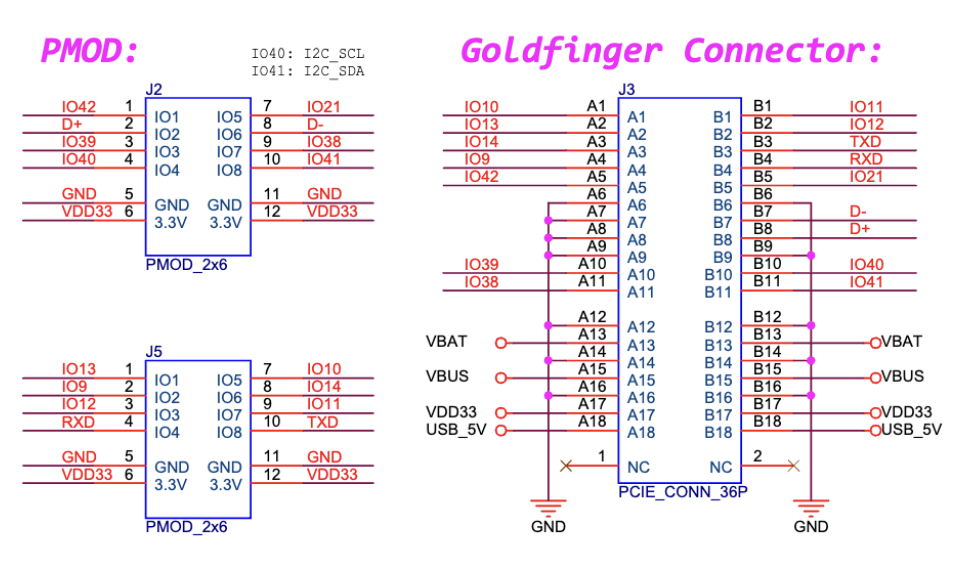 PMOD:
IO40: I2C_SCL
IO41: I2C_SDA
J2
IO42 1 IO1 IO5 7 IO21
D+ 2 IO2 IO6 8 D-
IO39 3 IO3 IO7 9 IO38
IO40 4 IO4 IO8 10 IO41
GND 5 GND GND 11 GND
VDD33 6 3.3V 3.3V 12 VDD33
PMOD_2x6
J5
IO13 1 IO1 IO5 7 IO10
IO9 2 IO2 IO6 8 IO14
IO12 3 IO3 IO7 9 IO11
RXD 4 IO4 IO8 10 TXD
GND 5 GND GND 11 GND
VDD33 6 3.3V 3.3V 12 VDD33
PMOD_2x6
Goldfinger Connector:
J3
IO10 A1 A1 B1 B1 IO11
IO13 A2 A2 B2 B2 IO12
IO14 A3 A3 B3 B3 TXD
IO9 A4 A4 B4 B4 RXD
IO42 A5 A5 B5 B5 IO21
A6 A6 B6 B6
A7 A7 B7 B7 D-
A8 A8 B8 B8 D+
A9 A9 B9 B9
IO39 A10 A10 B10 B10 IO40
IO38 A11 A11 B11 B11 IO41
A12 A12 B12 B12
VBAT A13 A13 B13 B13 VBAT
A14 A14 B14 B14
VBUS A15 A15 B15 B15 VBUS
A16 A16 B16 B16
VDD33 A17 A17 B17 B17 VDD33
USB_5V A18 A18 B18 B18 USB_5V
1 NC NC 2
PCIE_CONN_36P
GND GND